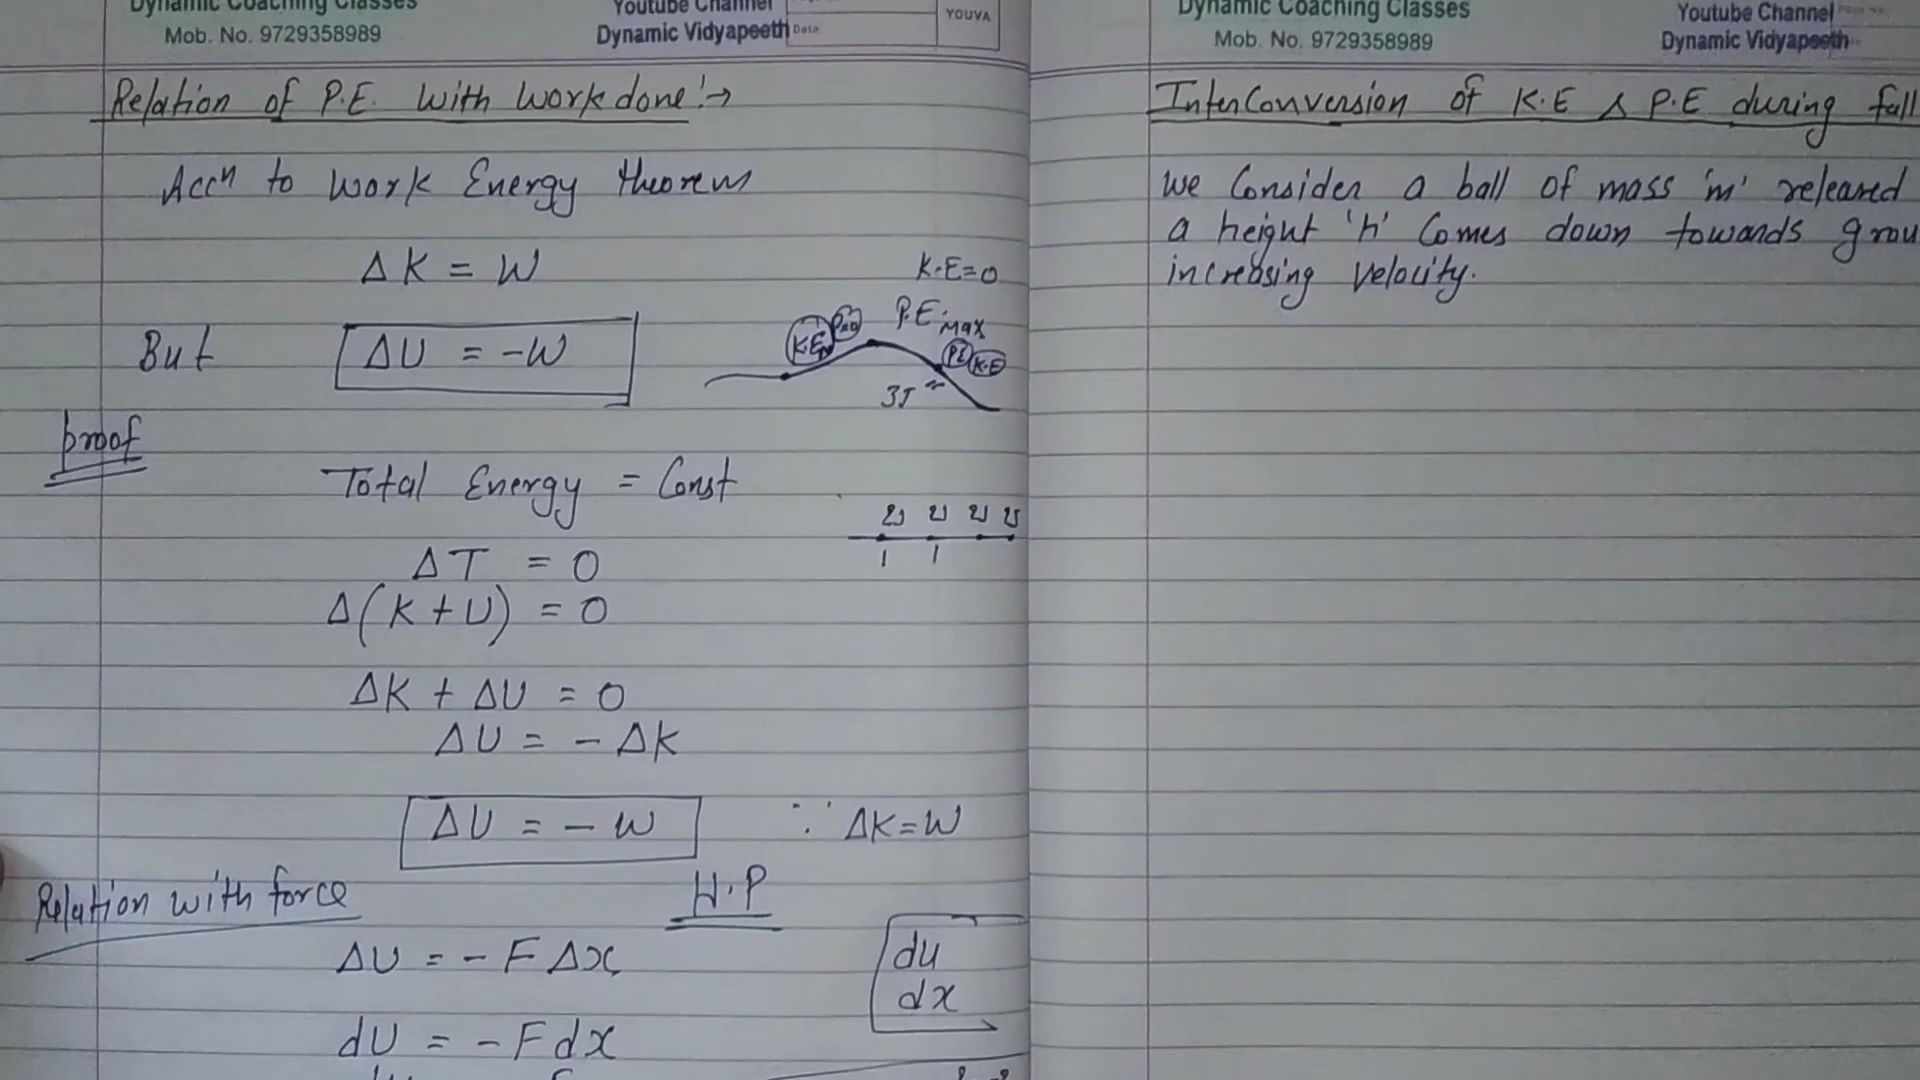 Dynamic Coaching Classes
Mob. No. 9729358989
Youtube Channel
Dynamic Vidyapeeth
Date
YOUVA
Relation of P.E. with work done :→
Accⁿ to work Energy theorem
ΔK = W
But ΔU = -W
K.E=0
P.E. max
K.E
P.E K.E
3J
proof
Total Energy = Const
ΔT = 0
Δ(K+U) = 0
ΔK + ΔU = 0
ΔU = - ΔK
ΔU = - W ∵ ΔK=W
H.P
Relation with force
ΔU = - F Δx
du
dx
dU = - F dx
Dynamic Coaching Classes
Mob. No. 9729358989
Youtube Channel
Dynamic Vidyapeeth
InterConversion of K.E & P.E during fall
we Consider a ball of mass 'm' released
a height 'h' Comes down towards grou
increasing velocity.